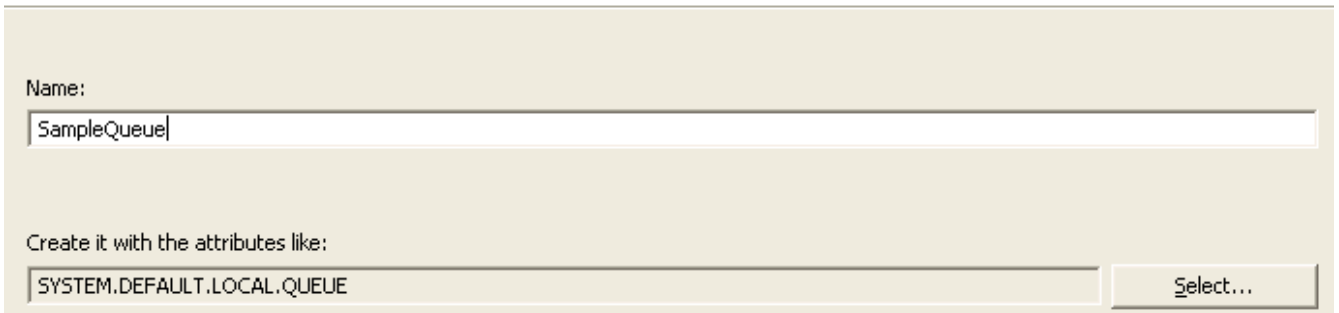 Name:
SampleQueue
Create it with the attributes like:
SYSTEM.DEFAULT.LOCAL.QUEUE
Select...